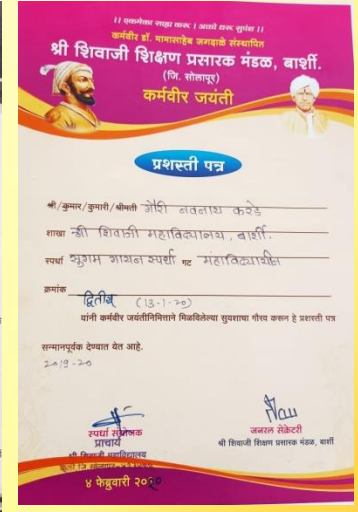 ।। एकमेका साह्य करू । अवघे धरू सुपंथ ।।
कर्मवीर डॉ. मामासाहेब जगदाळे संस्थापित
श्री शिवाजी शिक्षण प्रसारक मंडळ, बार्शी.
(जि. सोलापूर)
कर्मवीर जयंती
प्रशस्ती पत्र
श्री/कुमार/कुमारी/श्रीमती गौरी नवनाथ करडे
शाखा श्री शिवाजी महाविद्यालय, बार्शी.
स्पर्धा सुगम गायन स्पर्धा गट महाविद्यालयीन
क्रमांक द्वितीय (13-1-20)
यांनी कर्मवीर जयंतीनिमित्ताने मिळविलेल्या सुयशाचा गौरव करून हे प्रशस्ती पत्र
सन्मानपूर्वक देण्यात येत आहे.
2019-20
स्पर्धा संयोजक
प्राचार्य
श्री शिवाजी महाविद्यालय
जनरल सेक्रेटरी
श्री शिवाजी शिक्षण प्रसारक मंडळ, बार्शी
४ फेब्रुवारी २०२०